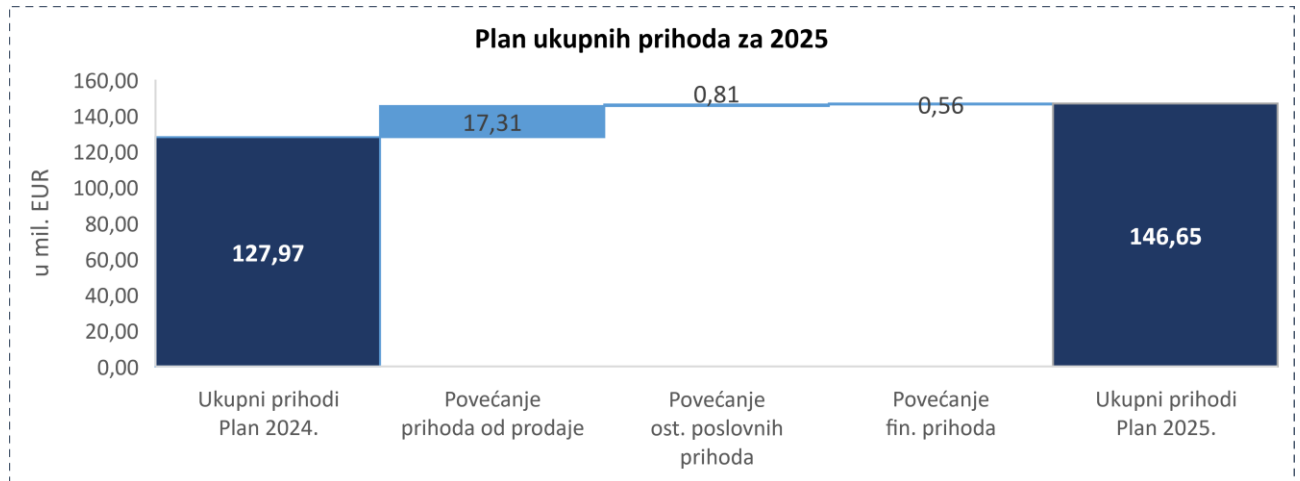 Plan ukupnih prihoda za 2025
u mil. EUR
160,00
140,00
120,00
100,00
80,00
60,00
40,00
20,00
0,00
127,97
17,31
0,81
0,56
146,65
Ukupni prihodi
Plan 2024.
Povećanje
prihoda od prodaje
Povećanje
ost. poslovnih
prihoda
Povećanje
fin. prihoda
Ukupni prihodi
Plan 2025.